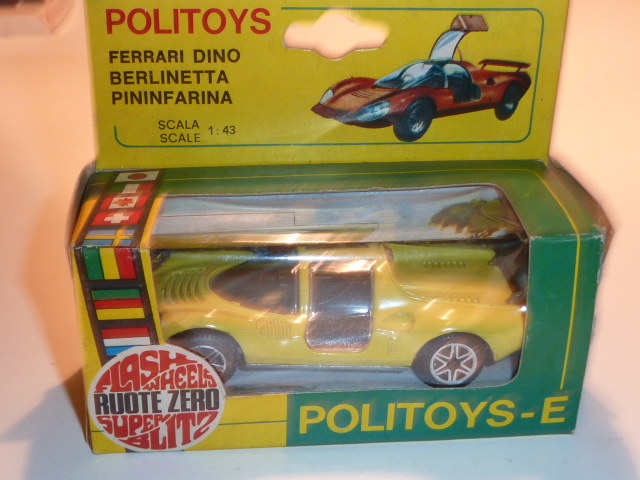 POLITOYS
FERRARI DINO
BERLINETTA
PININFARINA
SCALA
SCALE 1:43
FLASH
WHEELS
RUOTE ZERO
SUPER
BLITZ
POLITOYS-E